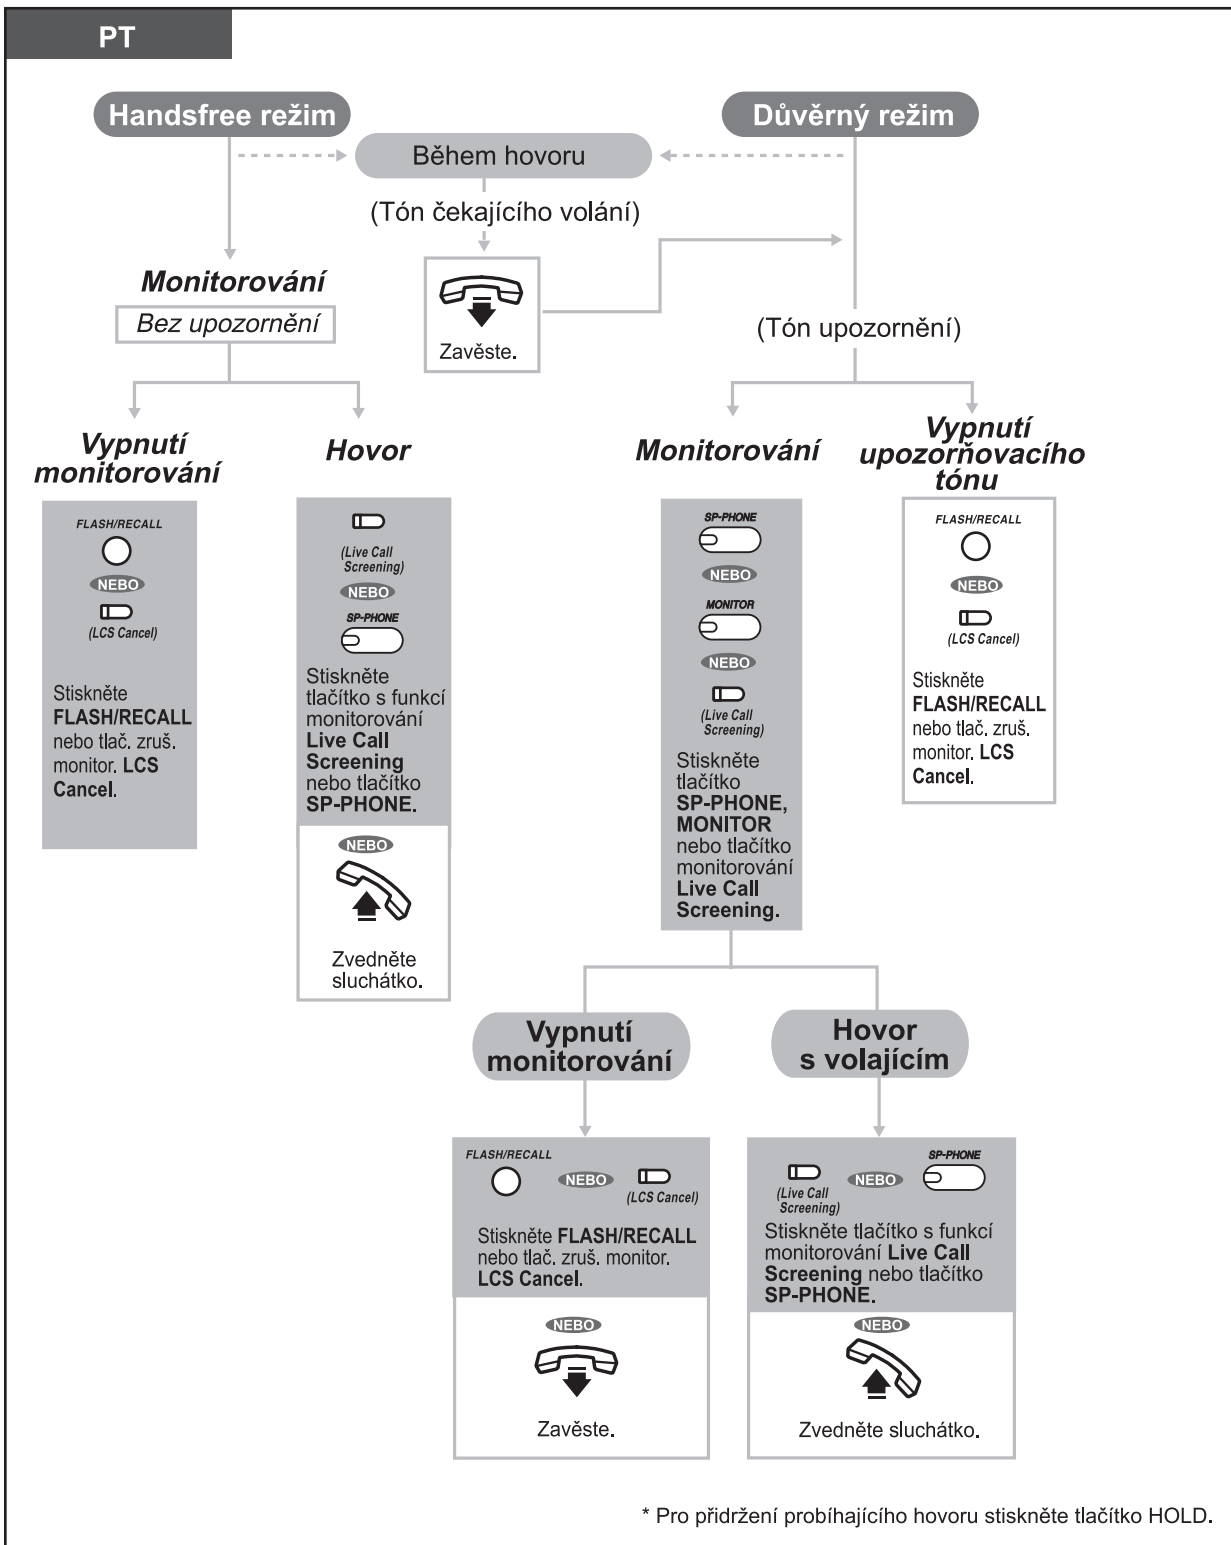 PT
Handsfree režim
Důvěrný režim
Během hovoru
(Tón čekajícího volání)
Monitorování
Bez upozornění
Zavěste.
(Tón upozornění)
Vypnutí
monitorování
Hovor
Monitorování
Vypnutí
upozorňovacího
tónu
FLASH/RECALL
NEBO
(LCS Cancel)
Stiskněte
FLASH/RECALL
nebo tlač. zruš.
monitor. LCS
Cancel.
(Live Call
Screening)
NEBO
SP-PHONE
Stiskněte
tlačítko s funkcí
monitorování
Live Call
Screening
nebo tlačítko
SP-PHONE.
NEBO
Zvedněte
sluchátko.
SP-PHONE
NEBO
MONITOR
NEBO
(Live Call
Screening)
Stiskněte
tlačítko
SP-PHONE,
MONITOR
nebo tlačítko
monitorování
Live Call
Screening.
FLASH/RECALL
NEBO
(LCS Cancel)
Stiskněte
FLASH/RECALL
nebo tlač. zruš.
monitor. LCS
Cancel.
Vypnutí
monitorování
Hovor
s volajícím
FLASH/RECALL
NEBO
(LCS Cancel)
Stiskněte FLASH/RECALL
nebo tlač. zruš. monitor.
LCS Cancel.
NEBO
Zavěste.
(Live Call
Screening)
NEBO
SP-PHONE
Stiskněte tlačítko s funkcí
monitorování Live Call
Screening nebo tlačítko
SP-PHONE.
NEBO
Zvedněte sluchátko.
* Pro přidržení probíhajícího hovoru stiskněte tlačítko HOLD.